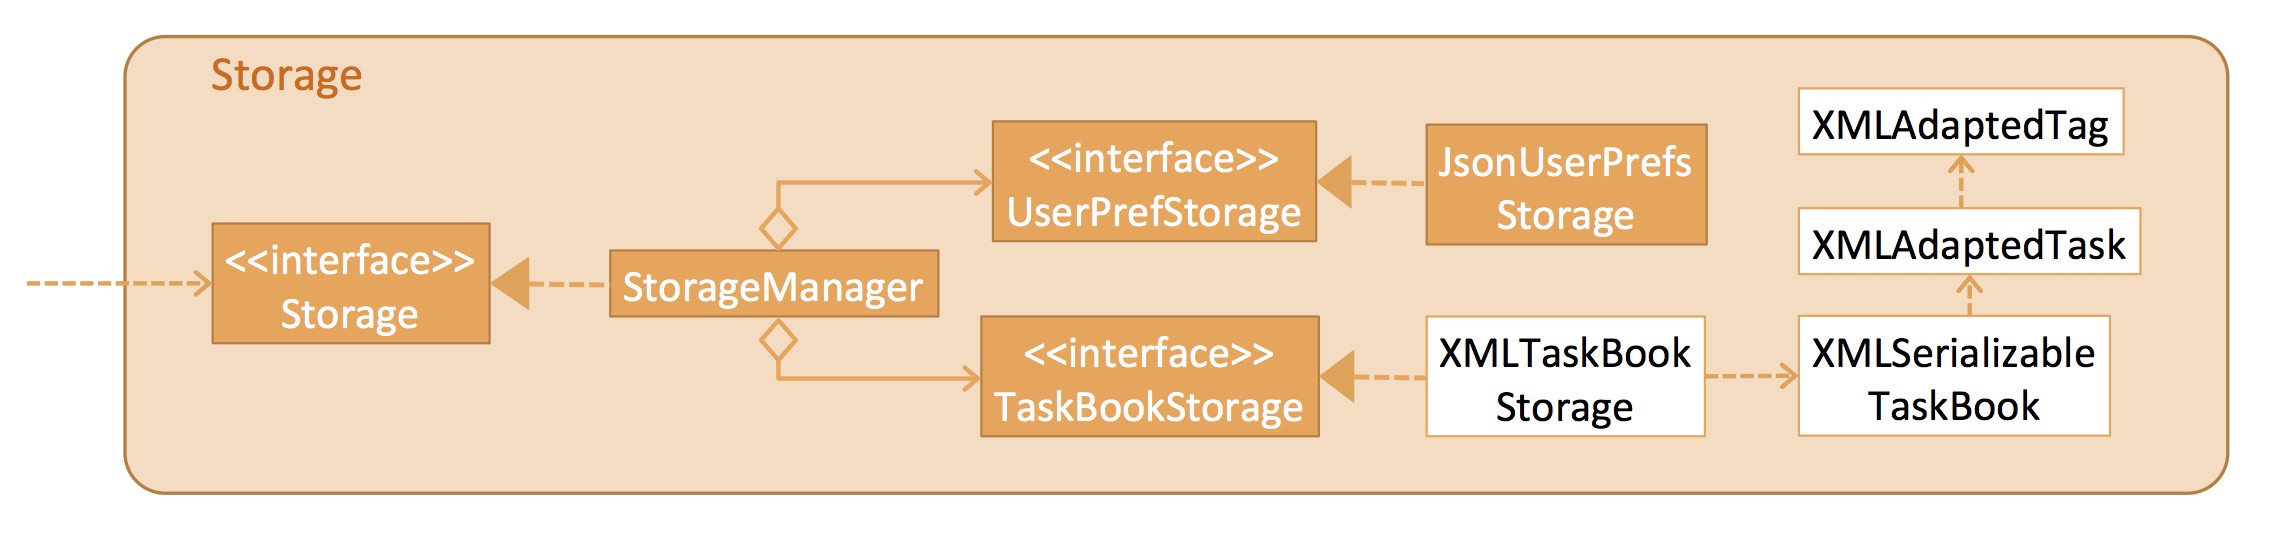 Storage
<<interface>>
Storage
StorageManager
<<interface>>
UserPrefStorage
JsonUserPrefs
Storage
<<interface>>
TaskBookStorage
XMLTaskBook
Storage
XMLSerializable
TaskBook
XMLAdaptedTask
XMLAdaptedTag